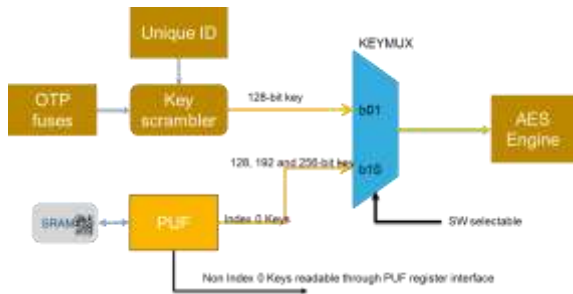 Unique ID
KEYMUX
OTP
fuses
Key
scrambler
128-bit key
b01
AES
Engine
128, 192 and 256-bit key
b10
SRAM
PUF
Index 0 Keys
SW selectable
Non Index 0 Keys readable through PUF register interface